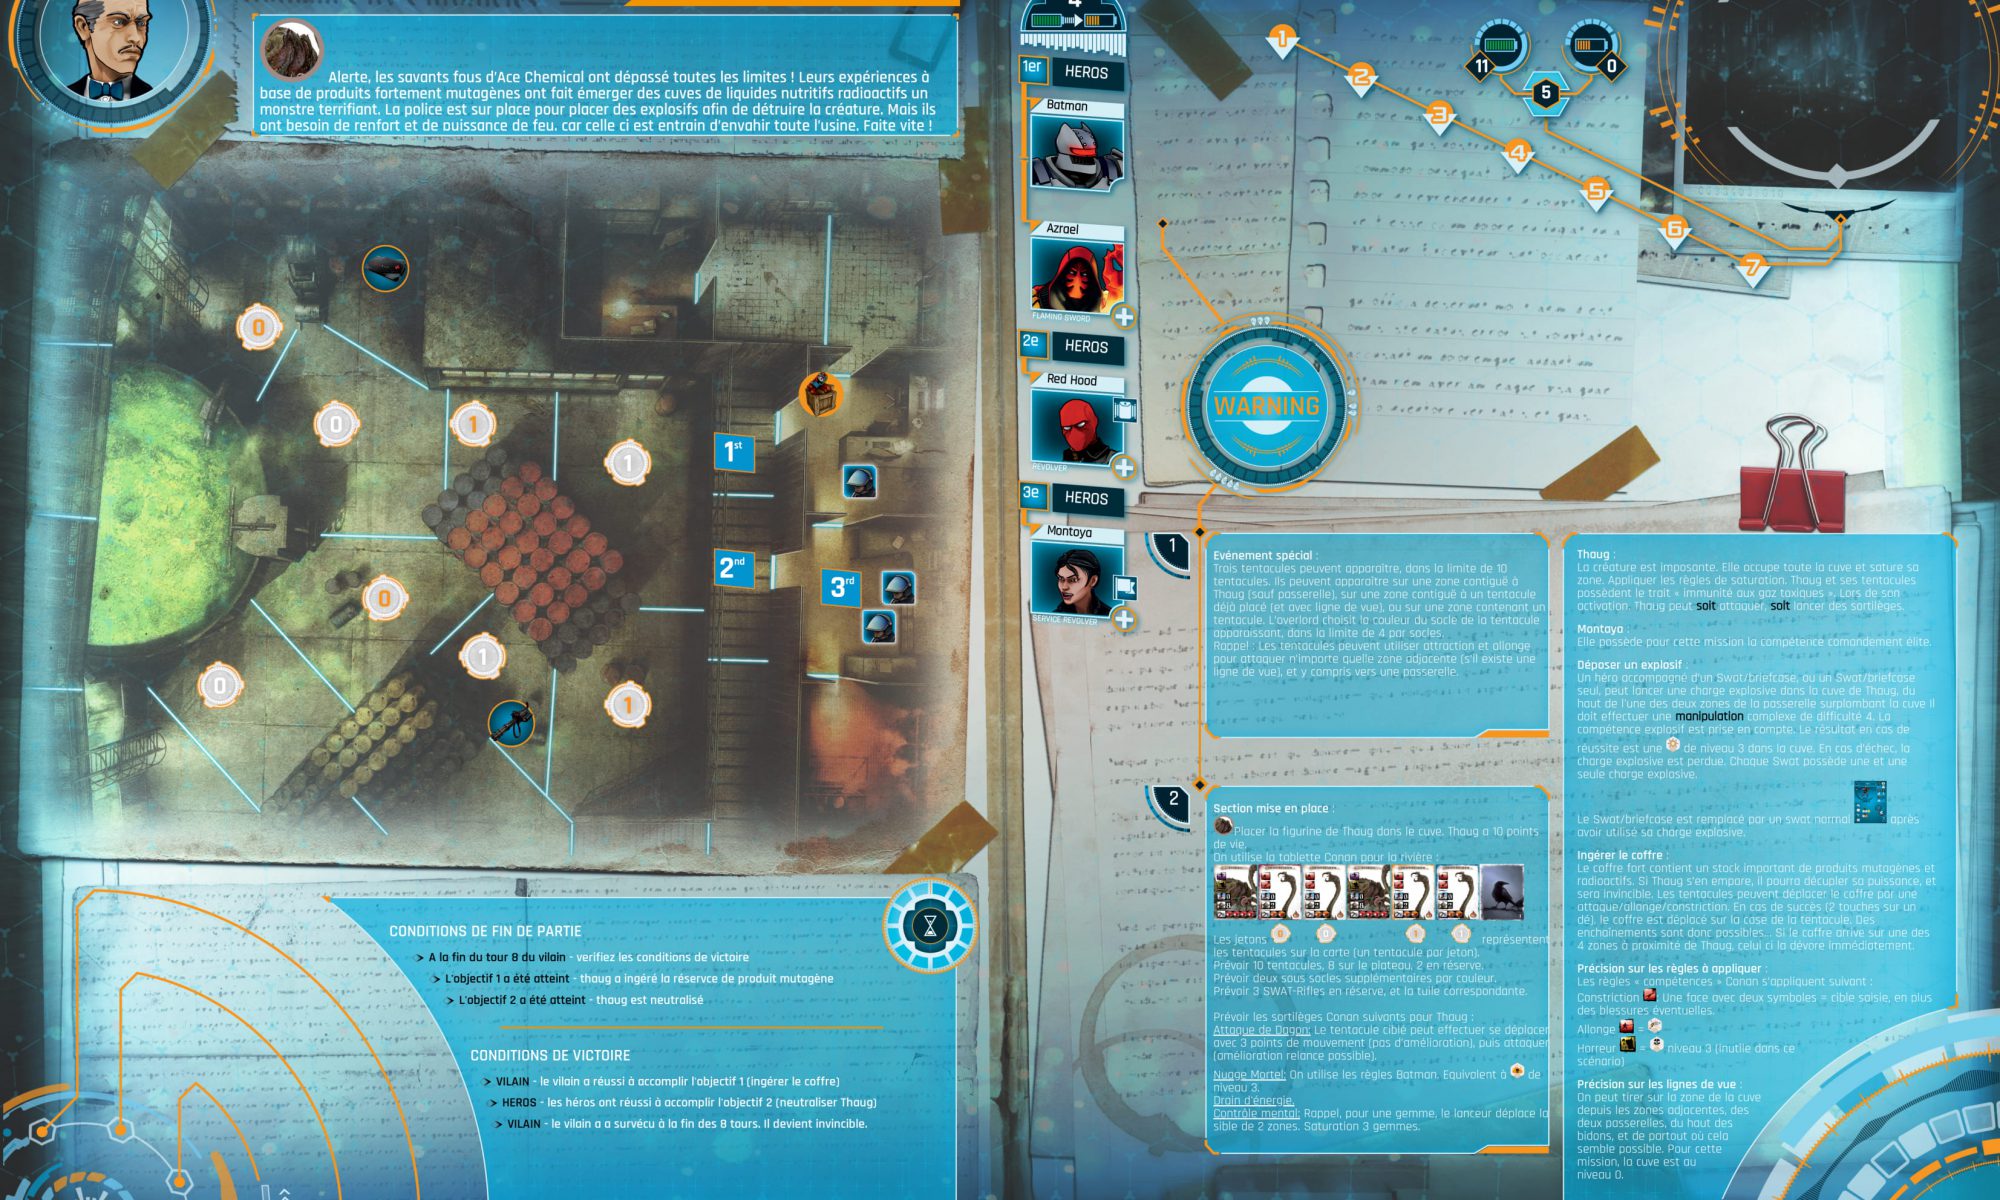 Alerte, les savants fous d'Ace Chemical ont dépassé toutes les limites ! Leurs expériences à
base de produits fortement mutagènes ont fait émerger des cuves de liquides nutritifs radioactifs un
monstre terrifiant. La police est sur place pour placer des explosifs afin de détruire la créature. Mais ils
ont besoin de renfort et de puissance de feu, car celle ci est entrain d'envahir toute l'usine. Faite vite !
0
0
1
1
0
1
0
1
1st
2nd
3rd
CONDITIONS DE FIN DE PARTIE
A la fin du tour 8 du vilain - verifiez les conditions de victoire
L'objectif 1 a été atteint - thaug a ingéré la réservce de produit mutagène
L'objectif 2 a été atteint - thaug est neutralisé
CONDITIONS DE VICTOIRE
VILAIN - le vilain a réussi à accomplir l'objectif 1 (ingérer le coffre)
HEROS - les héros ont réussi à accomplir l'objectif 2 (neutraliser Thaug)
VILAIN - le vilain a a survécu à la fin des 8 tours. Il devient invincible.
4
1er HEROS
Batman
Azrael
FLAMING SWORD
2e HEROS
Red Hood
REVOLVER
3e HEROS
Montoya
SERVICE REVOLVER
1
2
3
4
5
6
7
11
0
5
WARNING
1
Evénement spécial :
Trois tentacules peuvent apparaître, dans la limite de 10
tentacules. Ils peuvent apparaître sur une zone contiguë à
Thaug (sauf passerelle), sur une zone contiguë à un tentacule
déjà placé (et avec ligne de vue), ou sur une zone contenant un
tentacule. L'overlord choisit la couleur du socle de la tentacule
apparaissant, dans la limite de 4 par socles.
Rappel : Les tentacules peuvent utiliser attraction et allonge
pour attaquer n'importe quelle zone adjacente (s'il existe une
ligne de vue), et y compris vers une passerelle.
2
Section mise en place :
Placer la figurine de Thaug dans le cuve. Thaug a 10 points
de vie.
On utilise la tablette Conan pour la rivière :
0
0
1
1
Les jetons représentent
les tentacules sur la carte (un tentacule par jeton).
Prévoir 10 tentacules, 8 sur le plateau, 2 en réserve.
Prévoir deux sous socles supplémentaires par couleur.
Prévoir 3 SWAT-Rifles en réserve, et la tuile correspondante.
Prévoir les sortilèges Conan suivants pour Thaug :
Attaque de Dagon: Le tentacule ciblé peut effectuer se déplacer
avec 3 points de mouvement (pas d'amélioration), puis attaquer
(amélioration relance possible).
Nuage Mortel: On utilise les règles Batman. Equivalent à de
niveau 3.
Drain d'énergie.
Contrôle mental: Rappel, pour une gemme, le lanceur déplace la
sible de 2 zones. Saturation 3 gemmes.
Thaug :
La créature est imposante. Elle occupe toute la cuve et sature sa
zone. Appliquer les règles de saturation. Thaug et ses tentacules
possèdent le trait « immunité aux gaz toxiques ». Lors de son
activation, Thaug peut soit attaquer, soit lancer des sortilèges.
Montaya :
Elle possède pour cette mission la compétence comandement élite.
Déposer un explosif :
Un héro accompagné d'un Swat/briefcase, ou un Swat/briefcase
seul, peut lancer une charge explosive dans la cuve de Thaug, du
haut de l'une des deux zones de la passerelle surplombant la cuve Il
doit effectuer une manipulation complexe de difficulté 4. La
compétence explosif est prise en compte. Le résultat en cas de
réussite est une de niveau 3 dans la cuve. En cas d'échec, la
charge explosive est perdue. Chaque Swat possède une et une
seule charge explosive.
Le Swat/briefcase est remplacé par un swat normal après
avoir utilisé sa charge explosive.
Ingérer le coffre :
Le coffre fort contient un stock important de produits mutagènes et
radioactifs. Si Thaug s'en empare, il pourra décupler sa puissance, et
sera invincible. Les tentacules peuvent déplacer le coffre par une
attaque/alonge/constriction. En cas de succès (2 touches sur un
dé), le coffre est déplacé sur la case de la tentacule. Des
enchaînements sont donc possibles... Si le coffre arrive sur une des
4 zones à proximité de Thaug, celui ci la dévore immédiatement.
Précision sur les règles à appliquer :
Les règles « compétences » Conan s'appliquent suivant :
Constriction : Une face avec deux symboles = cible saisie, en plus
des blessures éventuelles.
Allonge =
Horreur = niveau 3 (inutlie dans ce
scénario)
Précision sur les lignes de vue :
On peut tirer sur la zone de la cuve
depuis les zones adjacentes, des
deux passerelles, du haut des
bidons, et de partout où cela
semble possible. Pour cette
mission, la cuve est au
niveau 0.